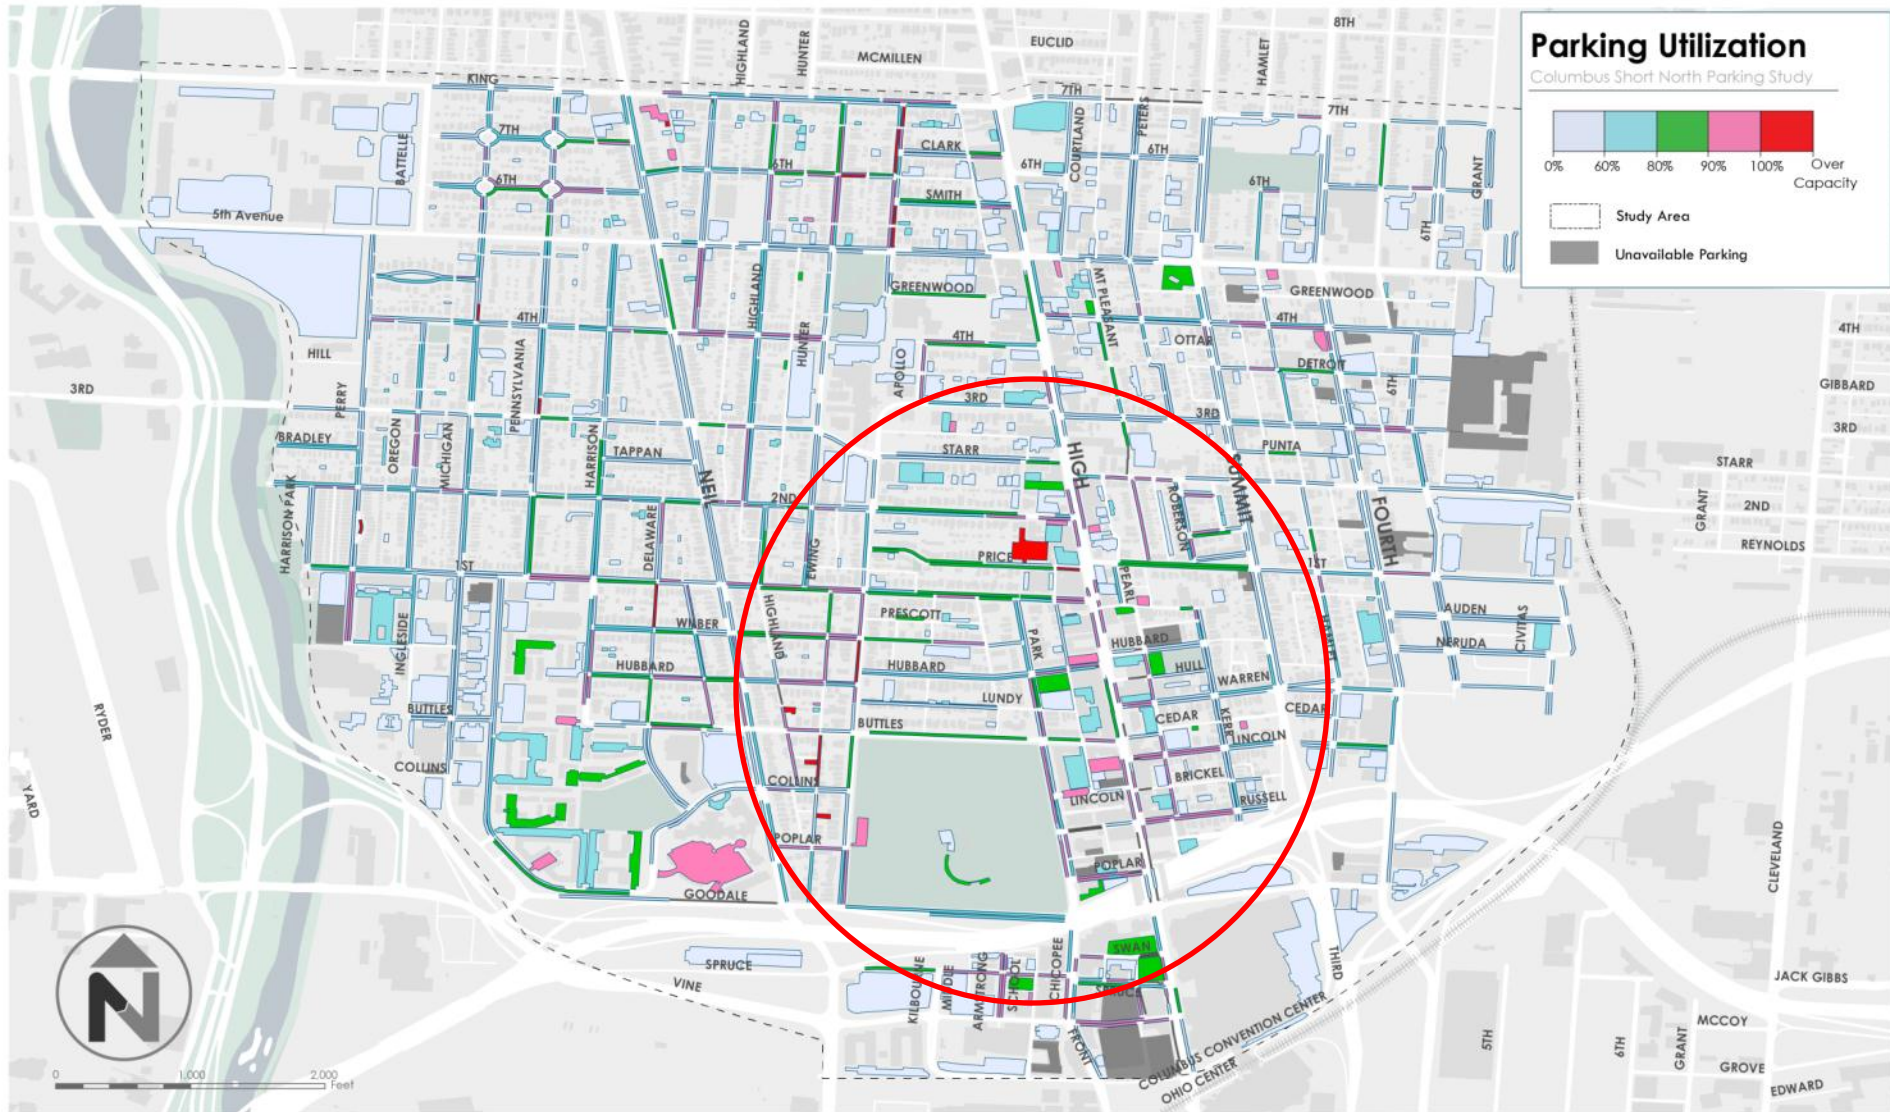 8TH
EUCLID
HIGHLAND
HUNTER
MCMILLEN
HAMLET
Parking Utilization
Columbus Short North Parking Study
0%
60%
80%
90%
100%
Over
Capacity
Study Area
Unavailable Parking
KING
7TH
7TH
7TH
PETERS
COURTLAND
BATTELLE
CLARK
6TH
6TH
6TH
6TH
6TH
GRANT
SMITH
5th Avenue
6TH
GREENWOOD
MT PLEASANT
GREENWOOD
HIGHLAND
4TH
4TH
4TH
4TH
OTTAR
HUNTER
HILL
PENNSYLVANIA
APOLLO
DETROIT
6TH
GIBBARD
3RD
PERRY
3RD
3RD
3RD
BRADLEY
OREGON
MICHIGAN
HARRISON
TAPPAN
STARR
HIGH
PUNTA
STARR
NEIL
SUMMIT
HARRISON PARK
DELAWARE
2ND
ROBERSON
FOURTH
GRANT
2ND
REYNOLDS
EWING
PRICE
1ST
1ST
PEARL
INGLESIDE
HIGHLAND
PRESCOTT
AUDEN
CIVITAS
WILBER
PARK
HUBBARD
HAMLET
NERUDA
HUBBARD
HUBBARD
HULL
WARREN
LUNDY
RYDER
BUTTLES
BUTTLES
CEDAR
KERR
CEDAR
LINCOLN
COLLINS
COLLINS
BRICKEL
LINCOLN
RUSSELL
YARD
POPLAR
POPLAR
CLEVELAND
GOODALE
N
SWAN
SPRUCE
VINE
KILBOURNE
MIDDLE
ARMSTRONG
SCHOOL
CHICOPEE
SPRUCE
THIRD
JACK GIBBS
FRONT
COLUMBUS CONVENTION CENTER
OHIO CENTER
5TH
6TH
GRANT
MCCOY
GROVE
EDWARD
0
1,000
2,000
Feet